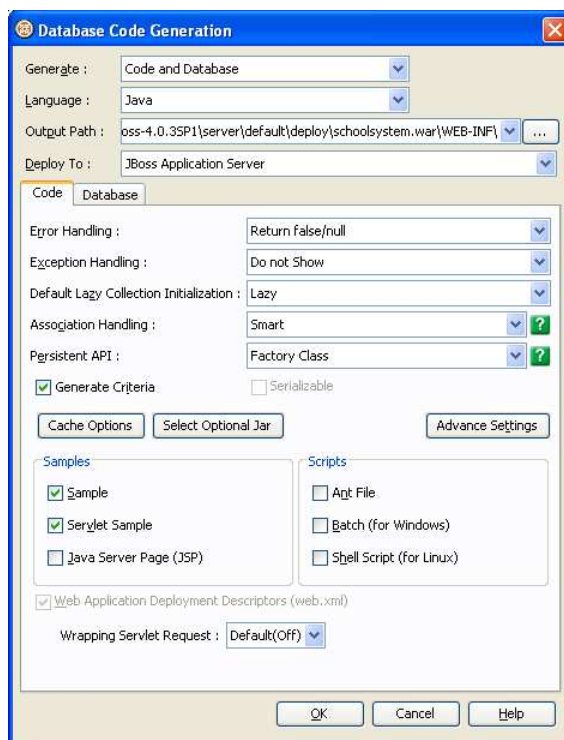 Database Code Generation
Generate : Code and Database
Language : Java
Output Path : oss-4.0.3SP1\server\default\deploy\schoolsystem.war\WEB-INF\ ...
Deploy To : JBoss Application Server
Code Database
Error Handling : Return false/null
Exception Handling : Do not Show
Default Lazy Collection Initialization : Lazy
Association Handling : Smart ?
Persistent API : Factory Class ?
Generate Criteria Serializable
Cache Options Select Optional Jar Advance Settings
Samples Scripts
Sample Ant File
Servlet Sample Batch (for Windows)
Java Server Page (JSP) Shell Script (for Linux)
Web Application Deployment Descriptors (web.xml)
Wrapping Servlet Request : Default(Off)
OK Cancel Help